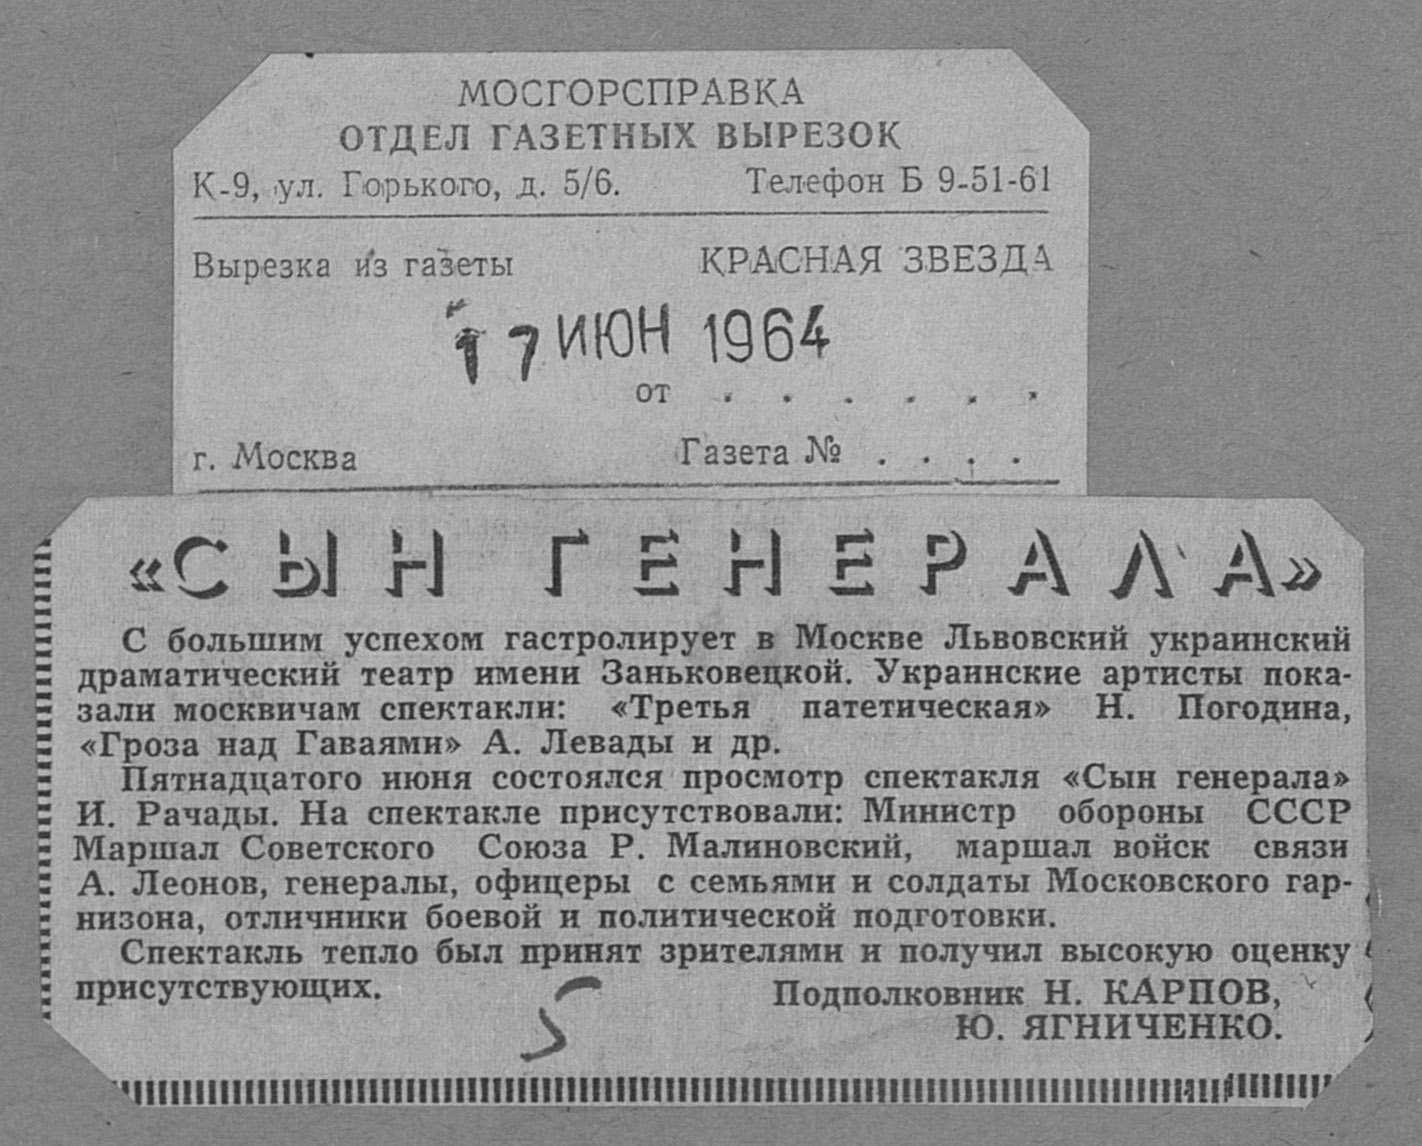 МОСГОРСПРАВКА
ОТДЕЛ ГАЗЕТНЫХ ВЫРЕЗОК
К-9, ул. Горького, д. 5/6. Телефон Б 9-51-61
Вырезка из газеты КРАСНАЯ ЗВЕЗДА
17 ИЮН 1964
от . . . . . .
г. Москва Газета № . . . .
«СЫН ГЕНЕРАЛА»
С большим успехом гастролирует в Москве Львовский украинский
драматический театр имени Заньковецкой. Украинские артисты пока-
зали москвичам спектакли: «Третья патетическая» Н. Погодина,
«Гроза над Гаваями» А. Левады и др.
Пятнадцатого июня состоялся просмотр спектакля «Сын генерала»
И. Рачады. На спектакле присутствовали: Министр обороны СССР
Маршал Советского Союза Р. Малиновский, маршал войск связи
А. Леонов, генералы, офицеры с семьями и солдаты Московского гар-
низона, отличники боевой и политической подготовки.
Спектакль тепло был принят зрителями и получил высокую оценку
присутствующих.
Подполковник Н. КАРПОВ,
Ю. ЯГНИЧЕНКО.
5